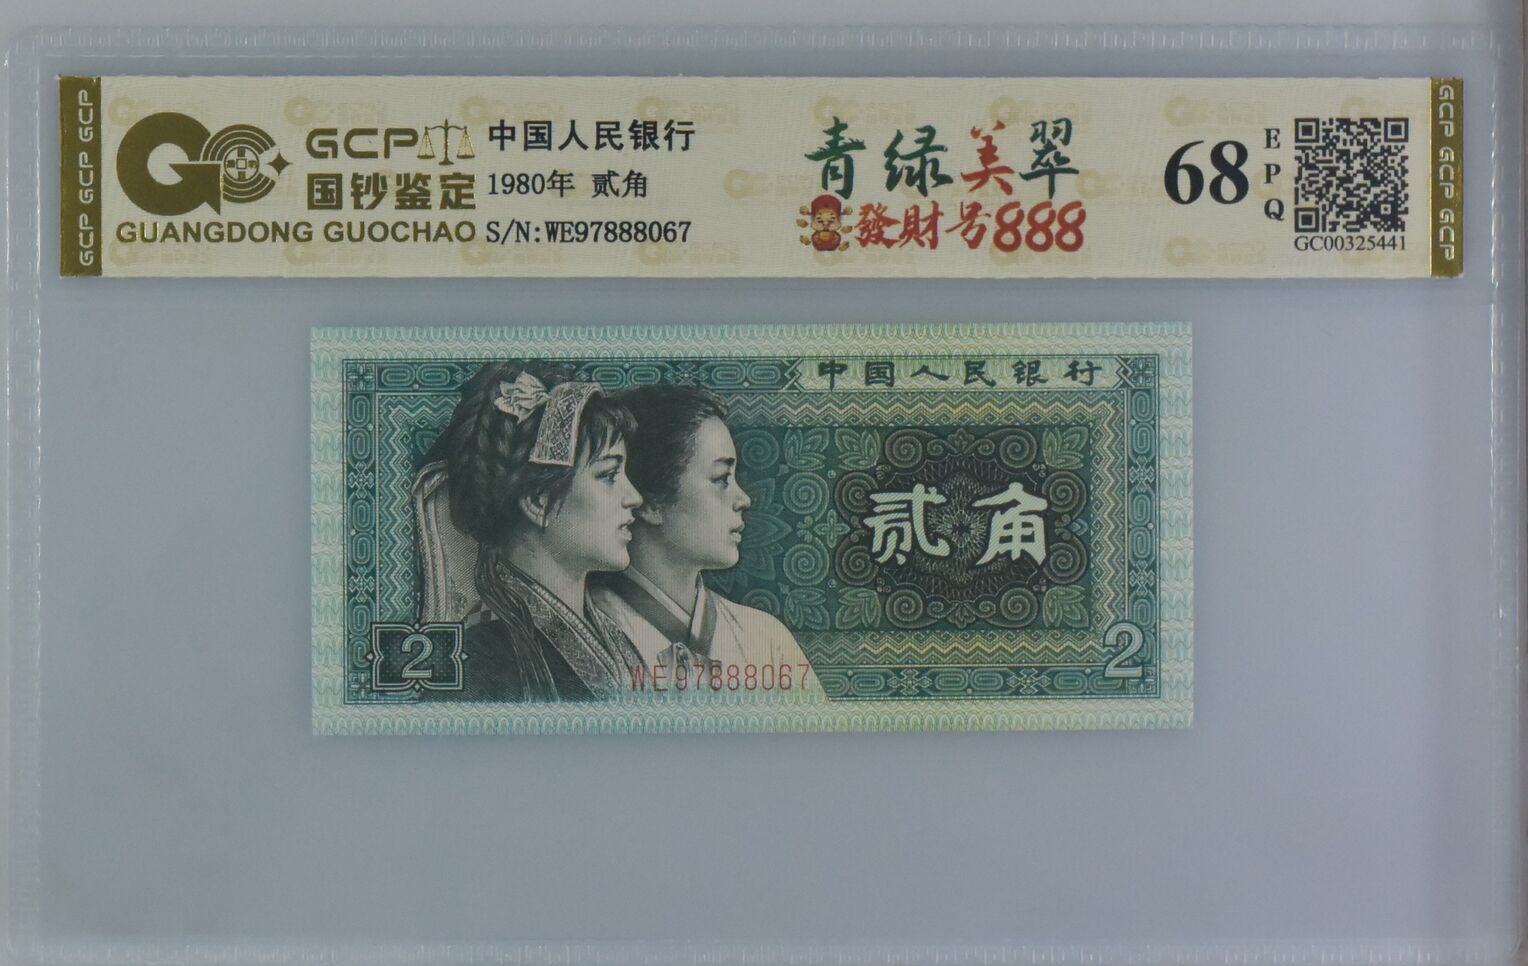 GCP GCP GCP
GCP
国钞鉴定
GUANGDONG GUOCHAO
中国人民银行
1980年 贰角
S/N:WE97888067
青绿美翠
發財号888
68
EPQ
GC00325441
GCP GCP GCP
中国人民银行
贰角
2
2
WE97888067